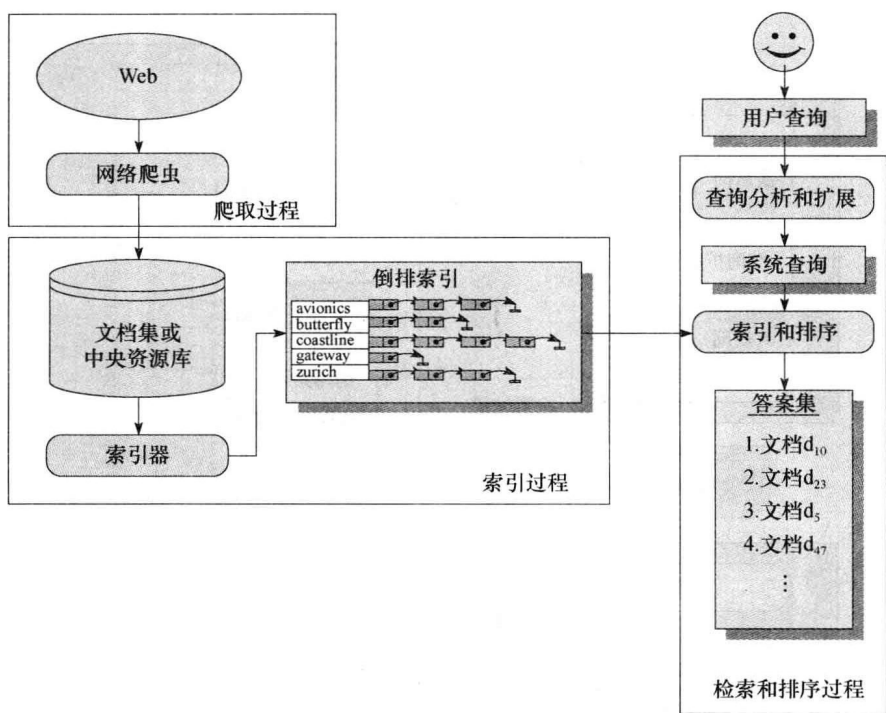 Web
网络爬虫
爬取过程
文档集或
中央资源库
索引器
倒排索引
avionics
butterfly
coastline
gateway
zurich
索引过程
用户查询
查询分析和扩展
系统查询
索引和排序
答案集
1.文档d₁₀
2.文档d₂₃
3.文档d₅
4.文档d₄₇
⋮
检索和排序过程